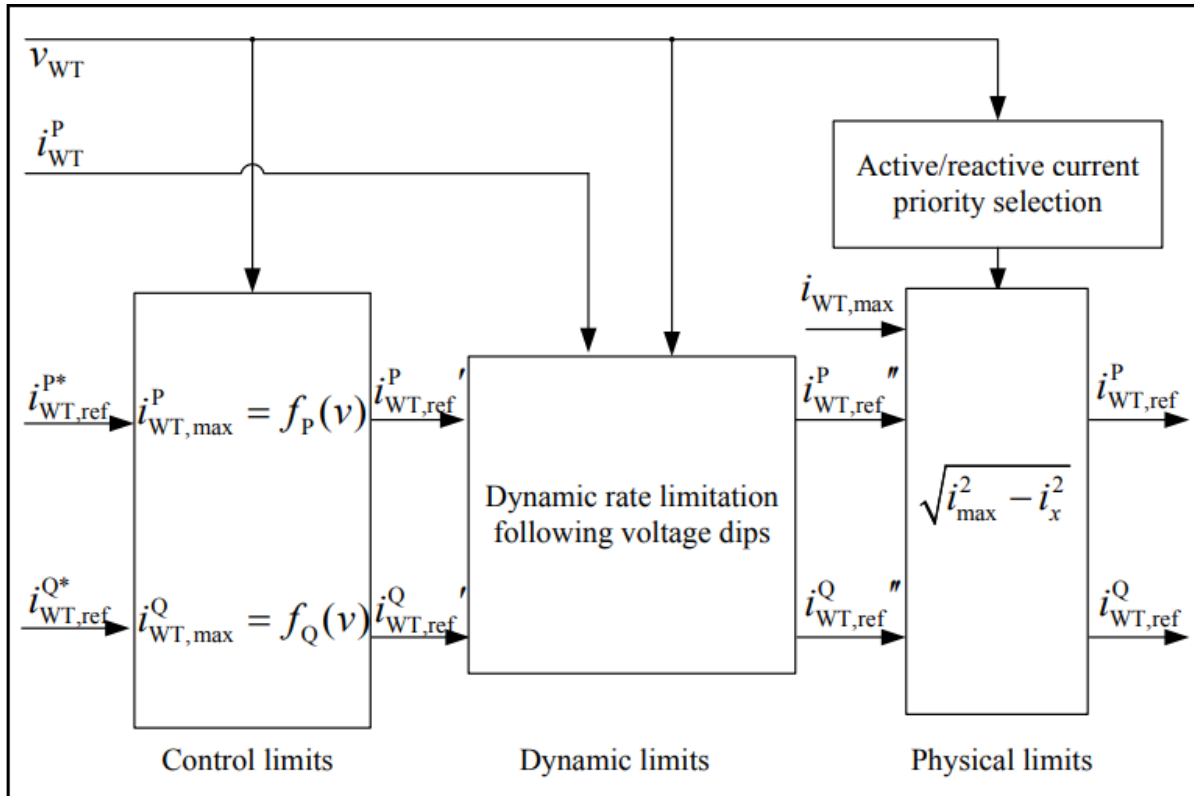 v_WT
i^P_WT
Active/reactive current
priority selection
i_WT,max
i^P*_WT,ref
i^P_WT,max = f_P(v)
i^P_WT,ref ′
i^P_WT,ref ″
i^P_WT,ref
Dynamic rate limitation
following voltage dips
√(i^2_max − i^2_x)
i^Q*_WT,ref
i^Q_WT,max = f_Q(v)
i^Q_WT,ref ′
i^Q_WT,ref ″
i^Q_WT,ref
Control limits
Dynamic limits
Physical limits